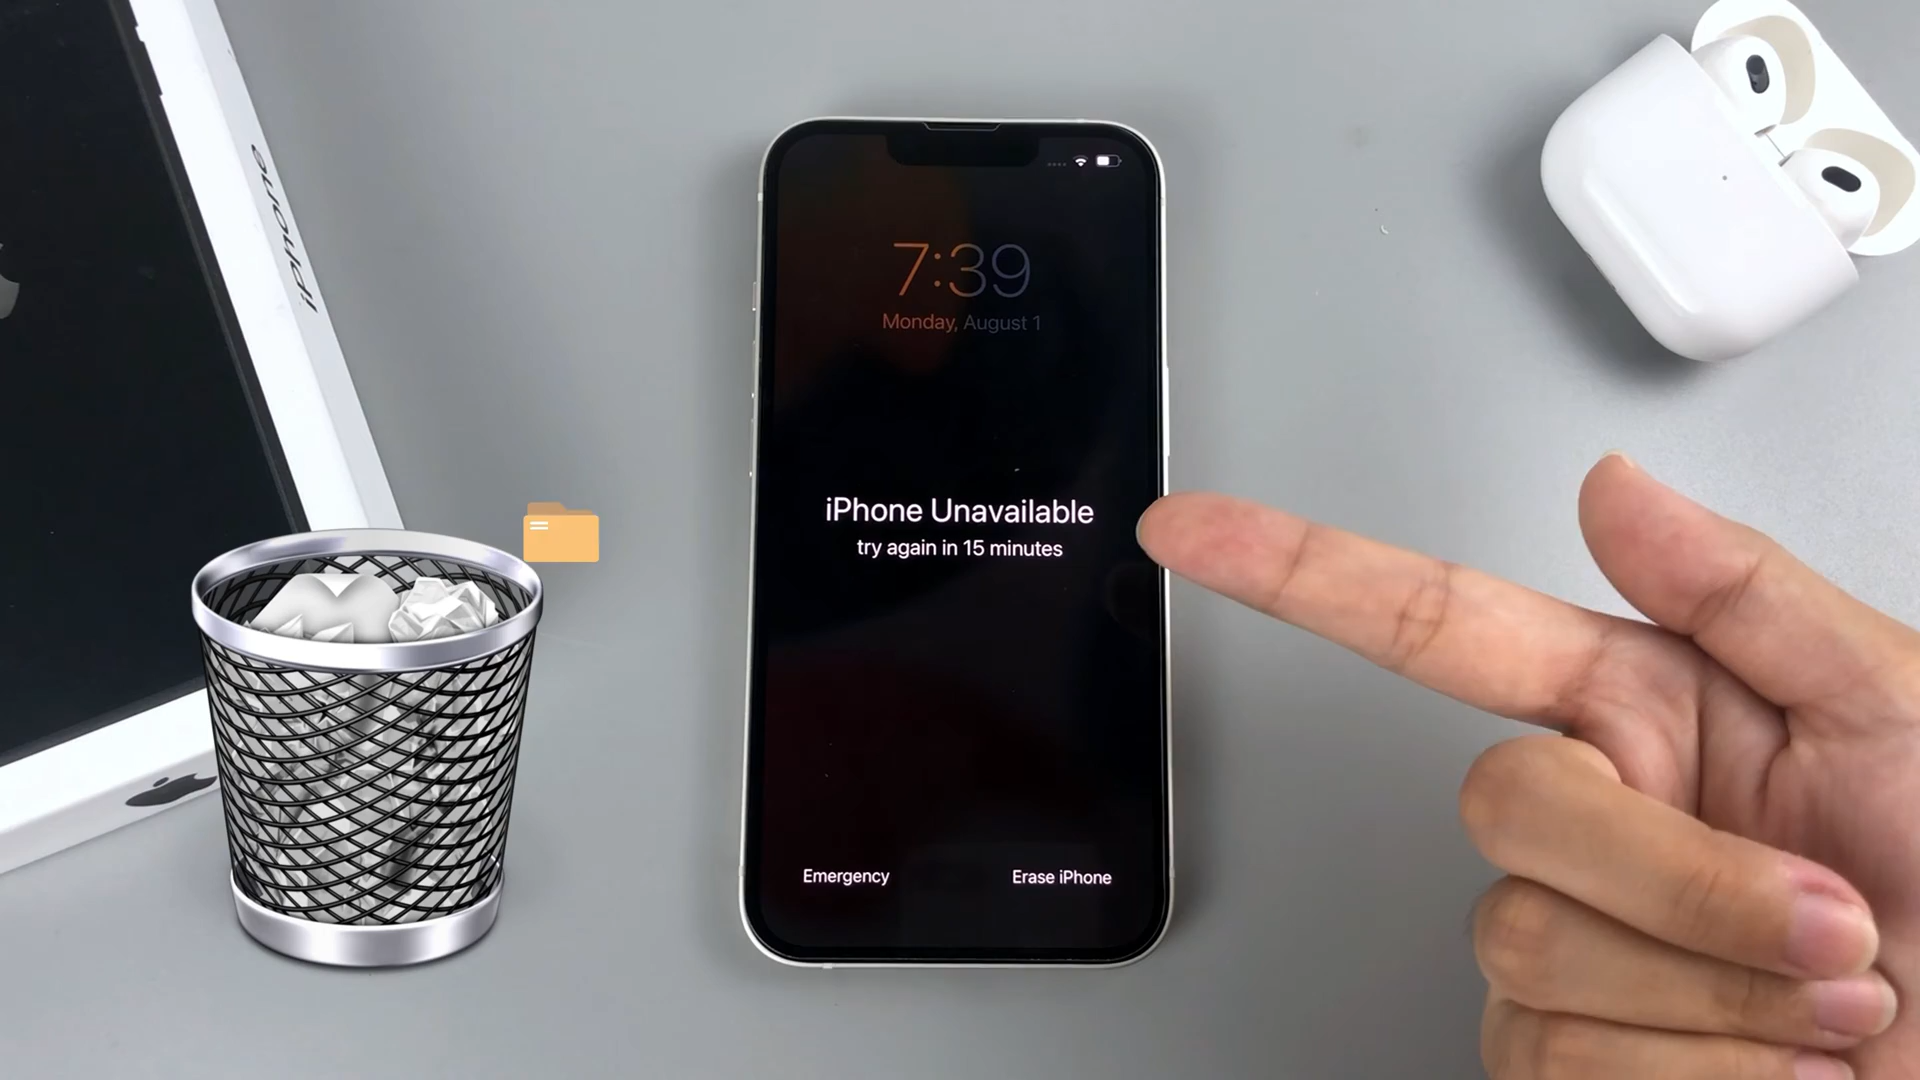 iPhone
7:39
Monday, August 1
iPhone Unavailable
try again in 15 minutes
Emergency
Erase iPhone